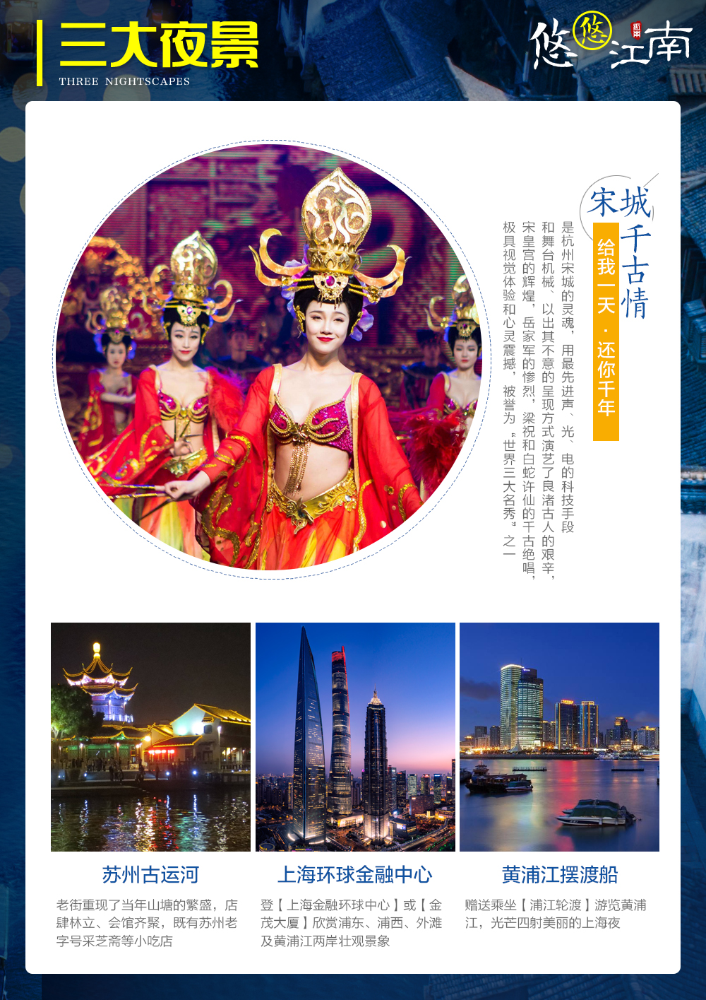 三大夜景
THREE NIGHTSCAPES
悠悠江南
江南
宋城千古情
给我一天·还你千年
是杭州宋城的灵魂，用最先进声、光、电的科技手段
和舞台机械、以出其不意的呈现方式演艺了良渚古人的艰辛，
宋皇宫的辉煌，岳家军的惨烈，梁祝和白蛇许仙的千古绝唱，
极具视觉体验和心灵震撼，被誉为“世界三大名秀”之一
苏州古运河
老街重现了当年山塘的繁盛，店
肆林立、会馆齐聚，既有苏州老
字号采芝斋等小吃店
上海环球金融中心
登【上海金融环球中心】或【金
茂大厦】欣赏浦东、浦西、外滩
及黄浦江两岸壮观景象
黄浦江摆渡船
赠送乘坐【浦江轮渡】游览黄浦
江，光芒四射美丽的上海夜